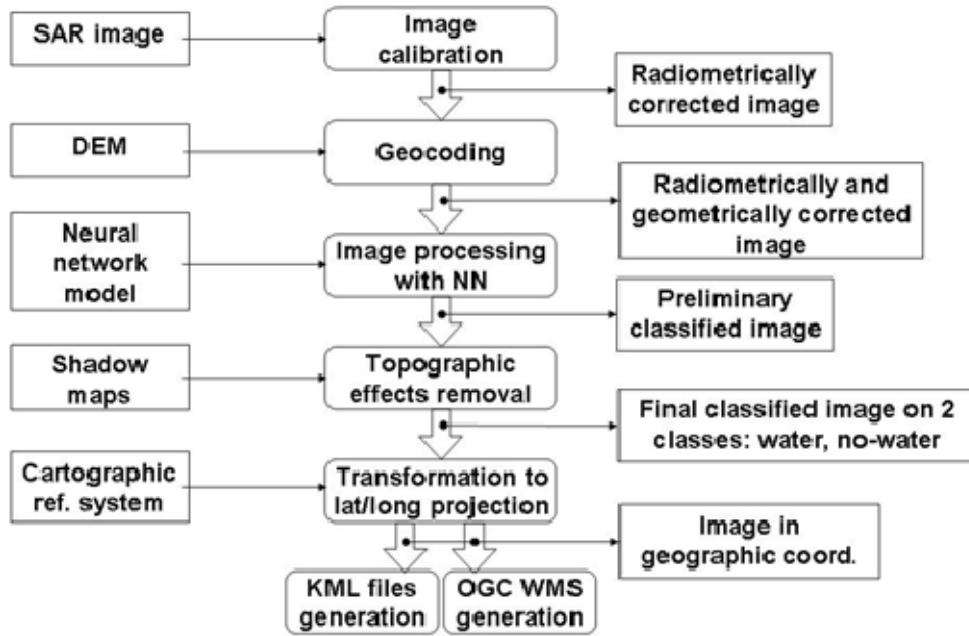 SAR image
Image
calibration
Radiometrically
corrected image
DEM
Geocoding
Radiometrically and
geometrically corrected
image
Neural
network
model
Image processing
with NN
Preliminary
classified image
Shadow
maps
Topographic
effects removal
Final classified image on 2
classes: water, no-water
Cartographic
ref. system
Transformation to
lat/long projection
Image in
geographic coord.
KML files
generation
OGC WMS
generation